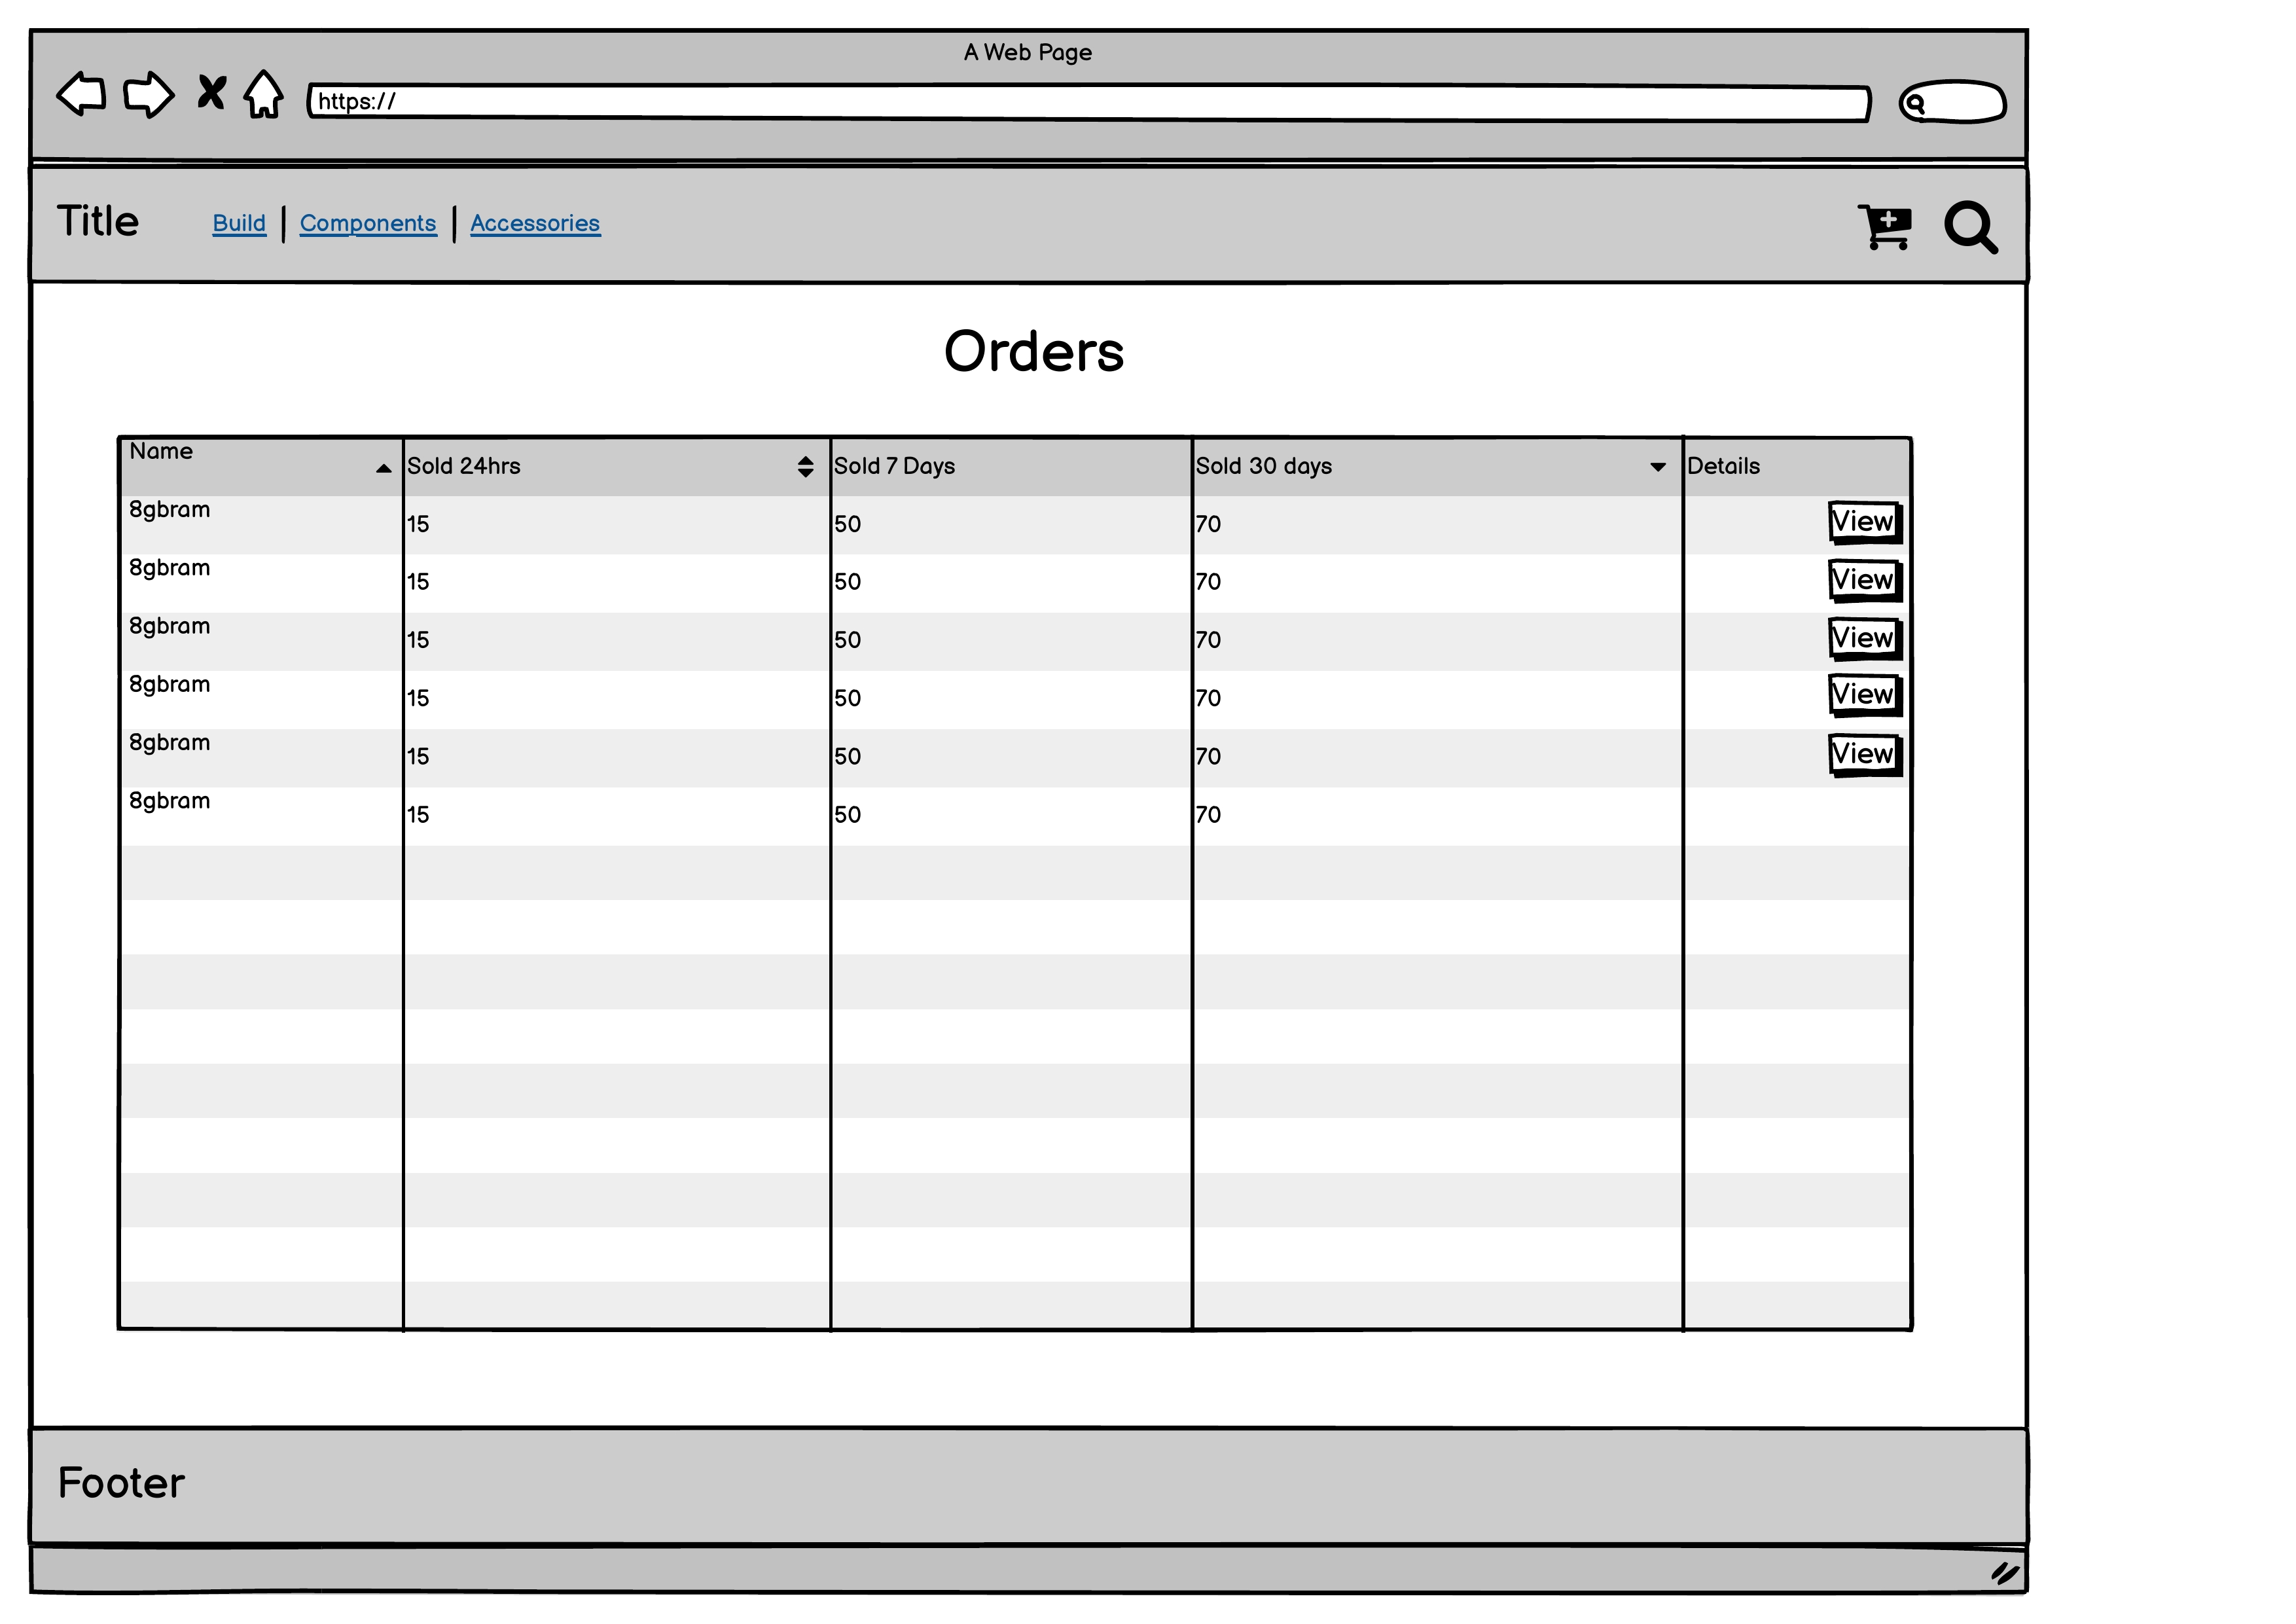 A Web Page
https://
Title Build Components Accessories
Orders
Name Sold 24hrs Sold 7 Days Sold 30 days Details
8gbram 15 50 70 View
8gbram 15 50 70 View
8gbram 15 50 70 View
8gbram 15 50 70 View
8gbram 15 50 70 View
8gbram 15 50 70
Footer